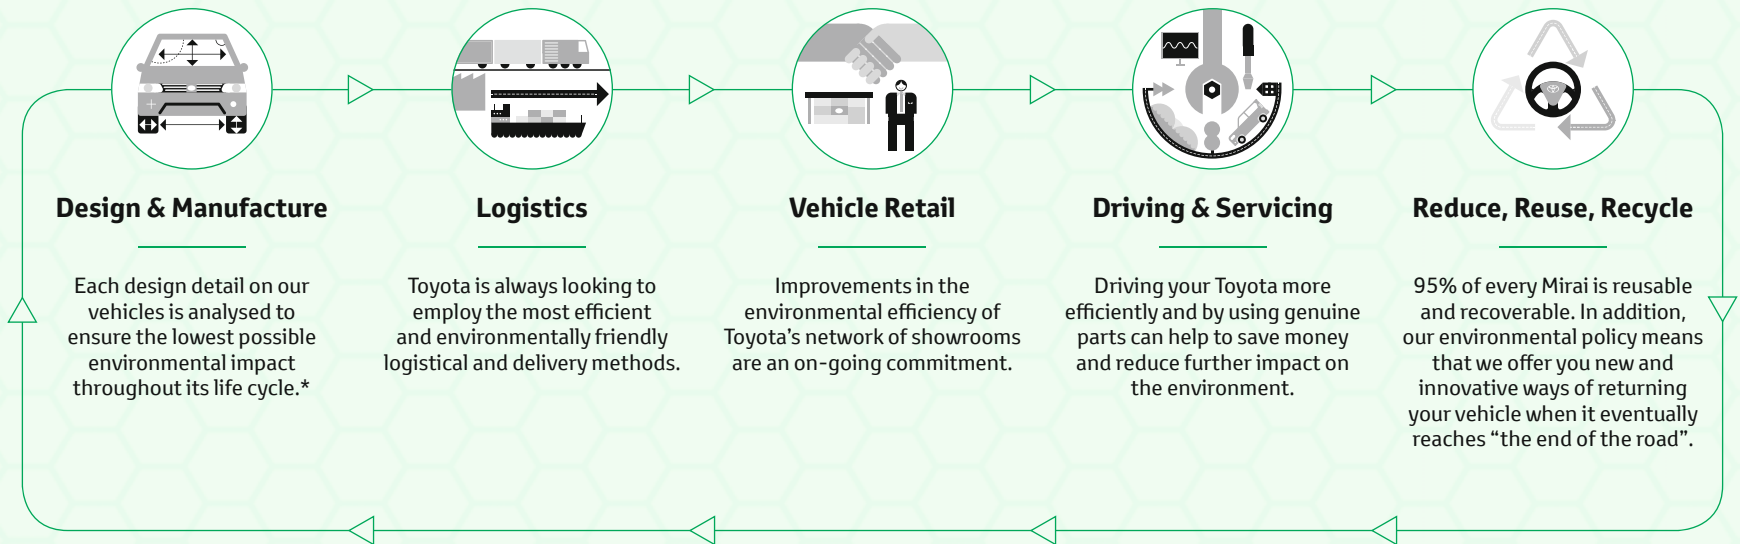 Design & Manufacture
Each design detail on our
vehicles is analysed to
ensure the lowest possible
environmental impact
throughout its life cycle.*
Logistics
Toyota is always looking to
employ the most efficient
and environmentally friendly
logistical and delivery methods.
Vehicle Retail
Improvements in the
environmental efficiency of
Toyota’s network of showrooms
are an on-going commitment.
Driving & Servicing
Driving your Toyota more
efficiently and by using genuine
parts can help to save money
and reduce further impact on
the environment.
Reduce, Reuse, Recycle
95% of every Mirai is reusable
and recoverable. In addition,
our environmental policy means
that we offer you new and
innovative ways of returning
your vehicle when it eventually
reaches “the end of the road”.